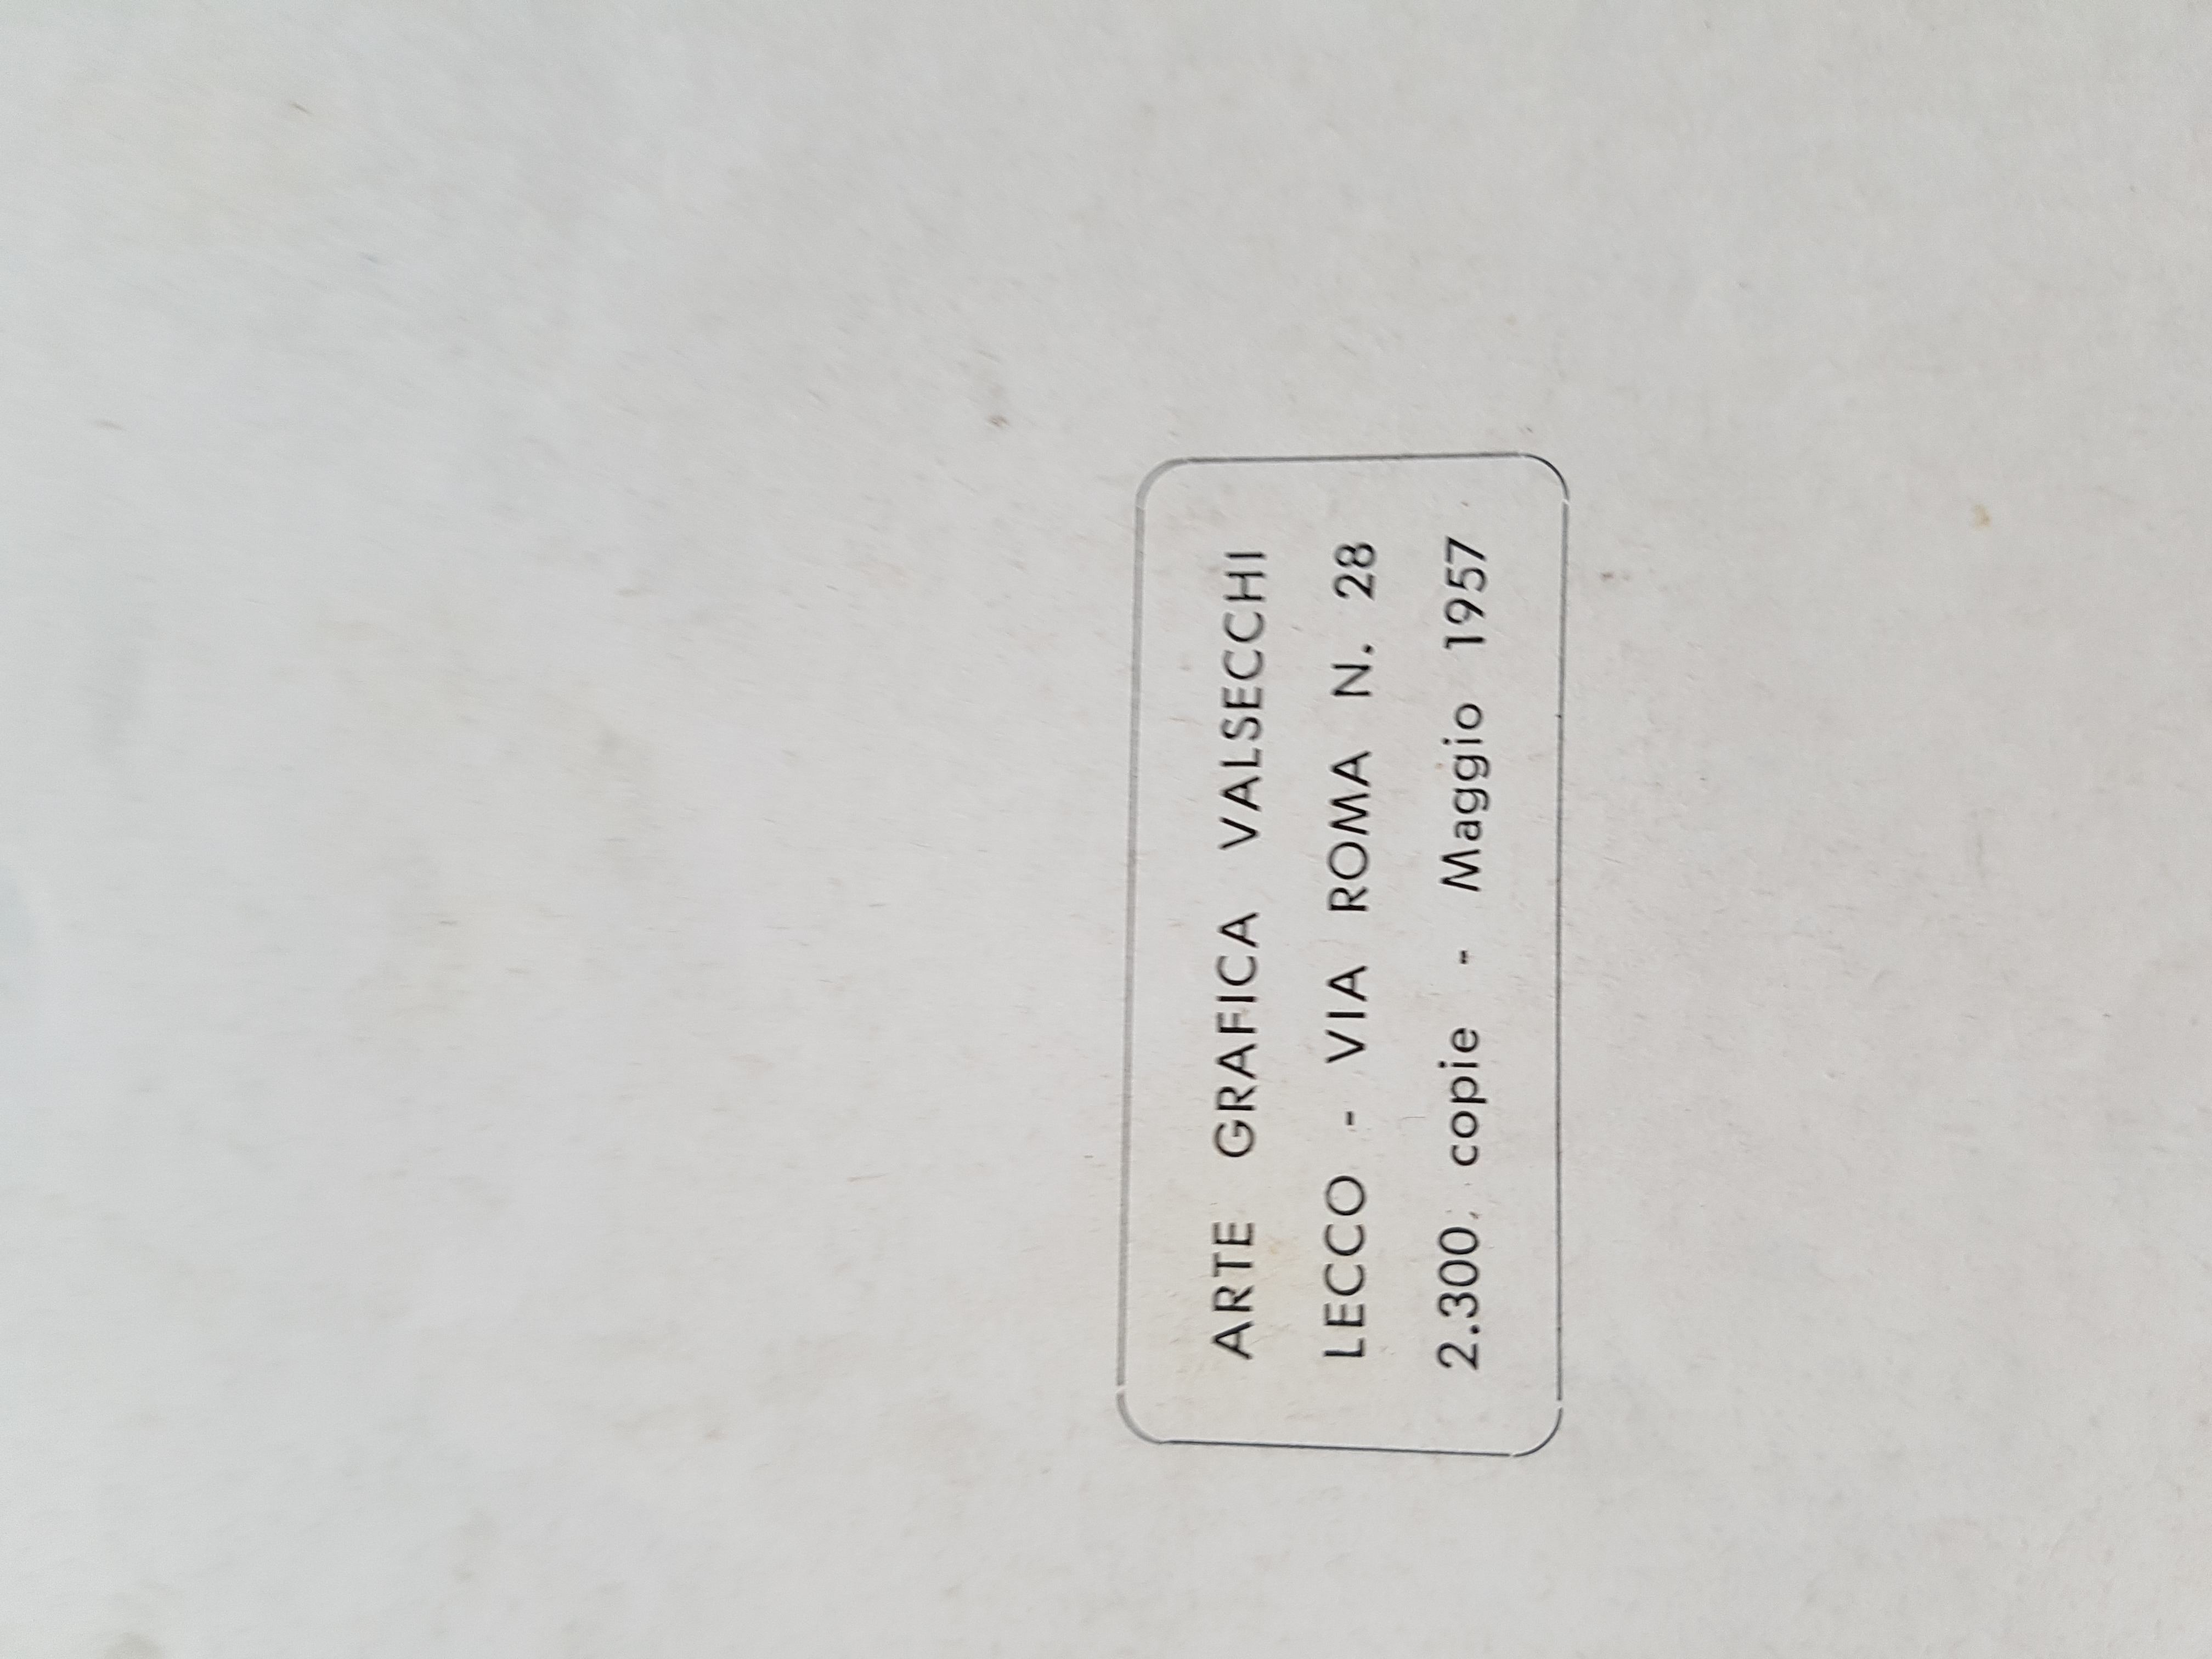 ARTE GRAFICA VALSECCHI
LECCO - VIA ROMA N. 28
2.300 copie - Maggio 1957